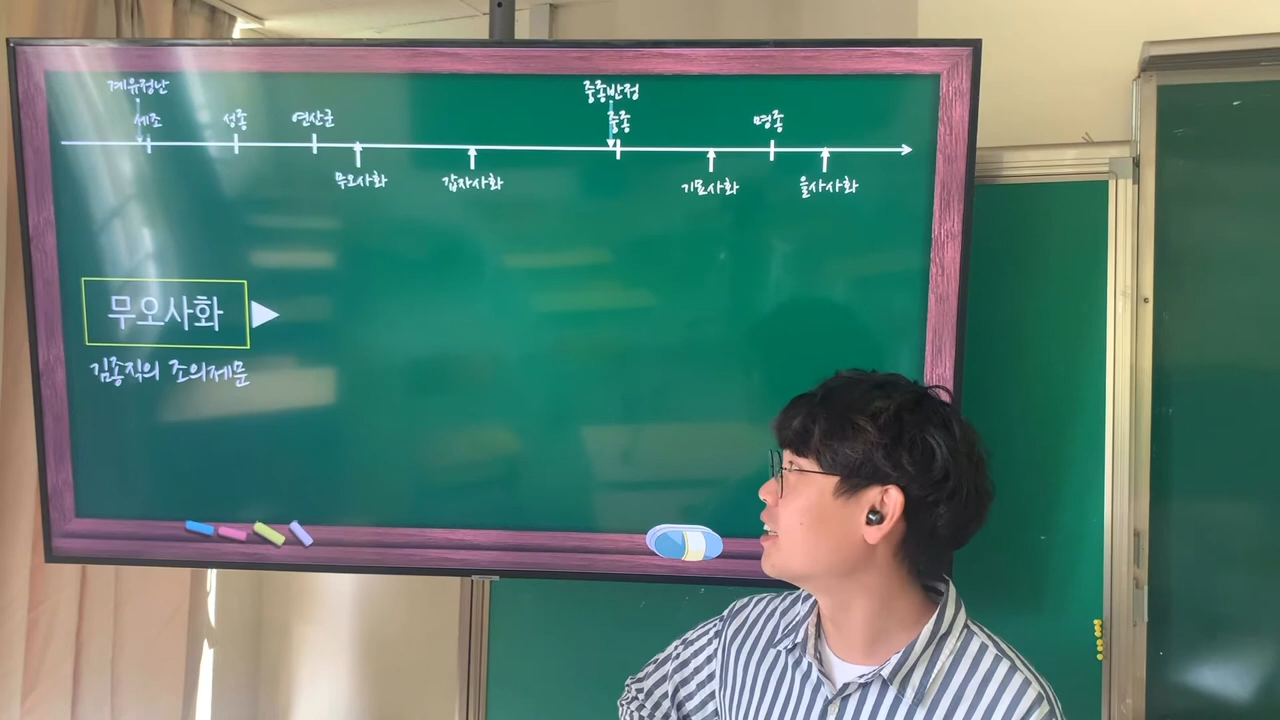 계유정난 중종반정
세조 성종 연산군 중종 명종
무오사화 갑자사화 기묘사화 을사사화
무오사화
김종직의 조의제문